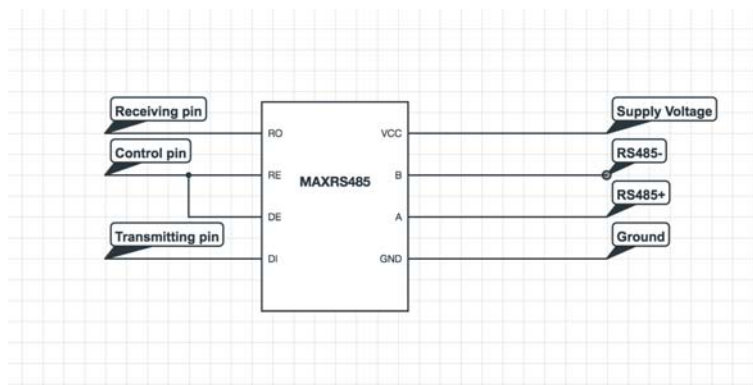 Receiving pin
Supply Voltage
RO
VCC
Control pin
RS485-
RE
MAXRS485
B
RS485+
DE
A
Transmitting pin
Ground
DI
GND